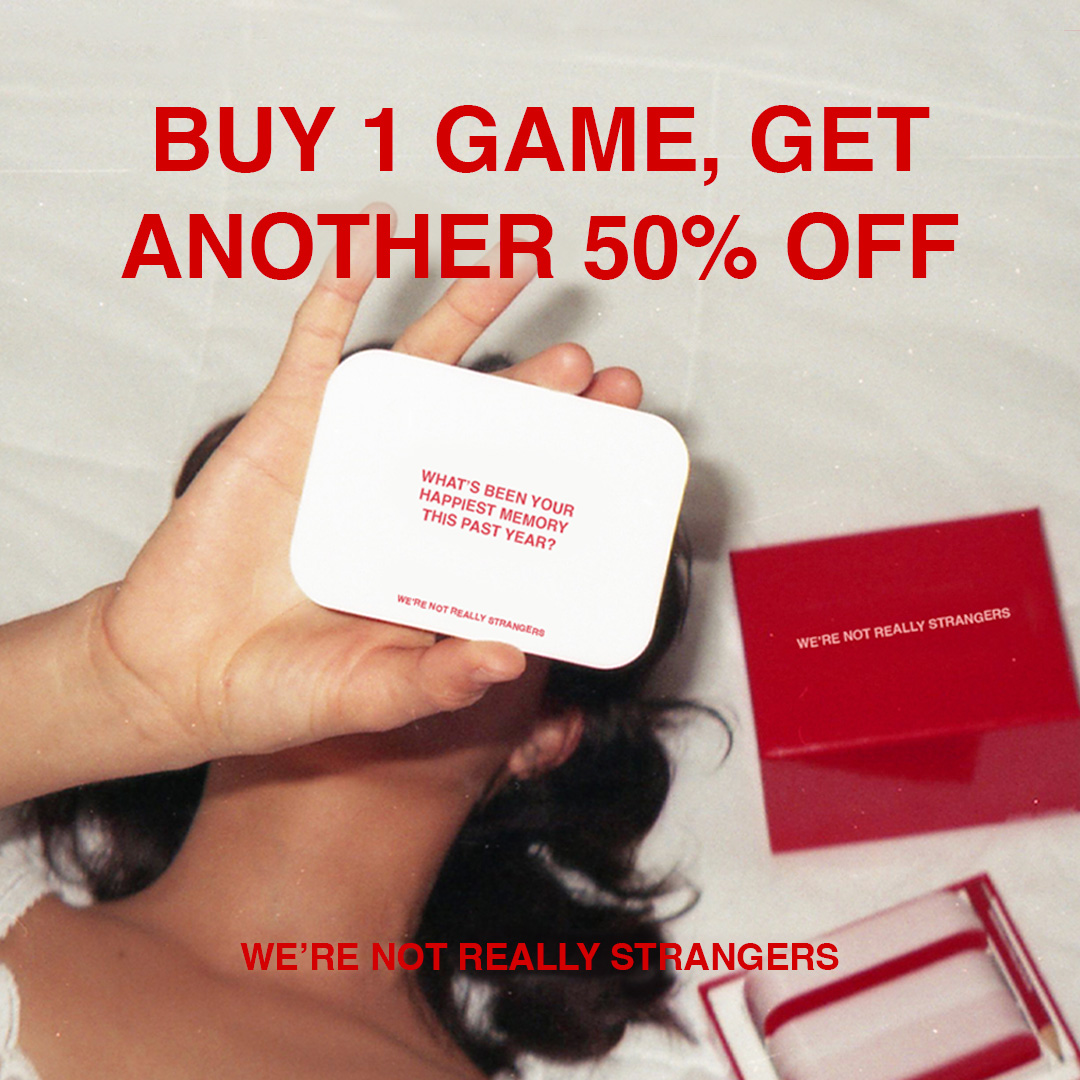 BUY 1 GAME, GET
ANOTHER 50% OFF
WHAT'S BEEN YOUR
HAPPIEST MEMORY
THIS PAST YEAR?
WE'RE NOT REALLY STRANGERS
WE'RE NOT REALLY STRANGERS
WE'RE NOT REALLY STRANGERS